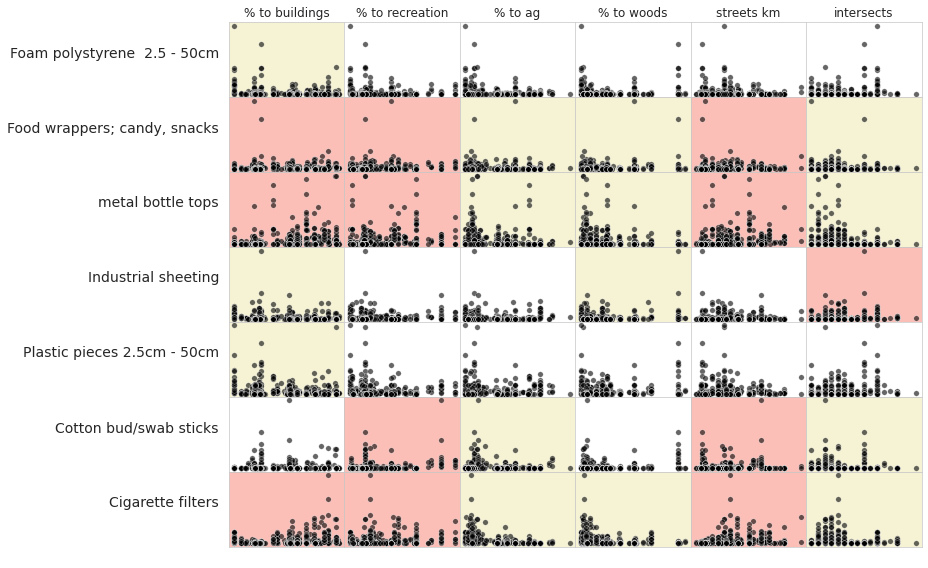 % to buildings % to recreation % to ag % to woods streets km intersects
Foam polystyrene  2.5 - 50cm
Food wrappers; candy, snacks
metal bottle tops
Industrial sheeting
Plastic pieces 2.5cm - 50cm
Cotton bud/swab sticks
Cigarette filters